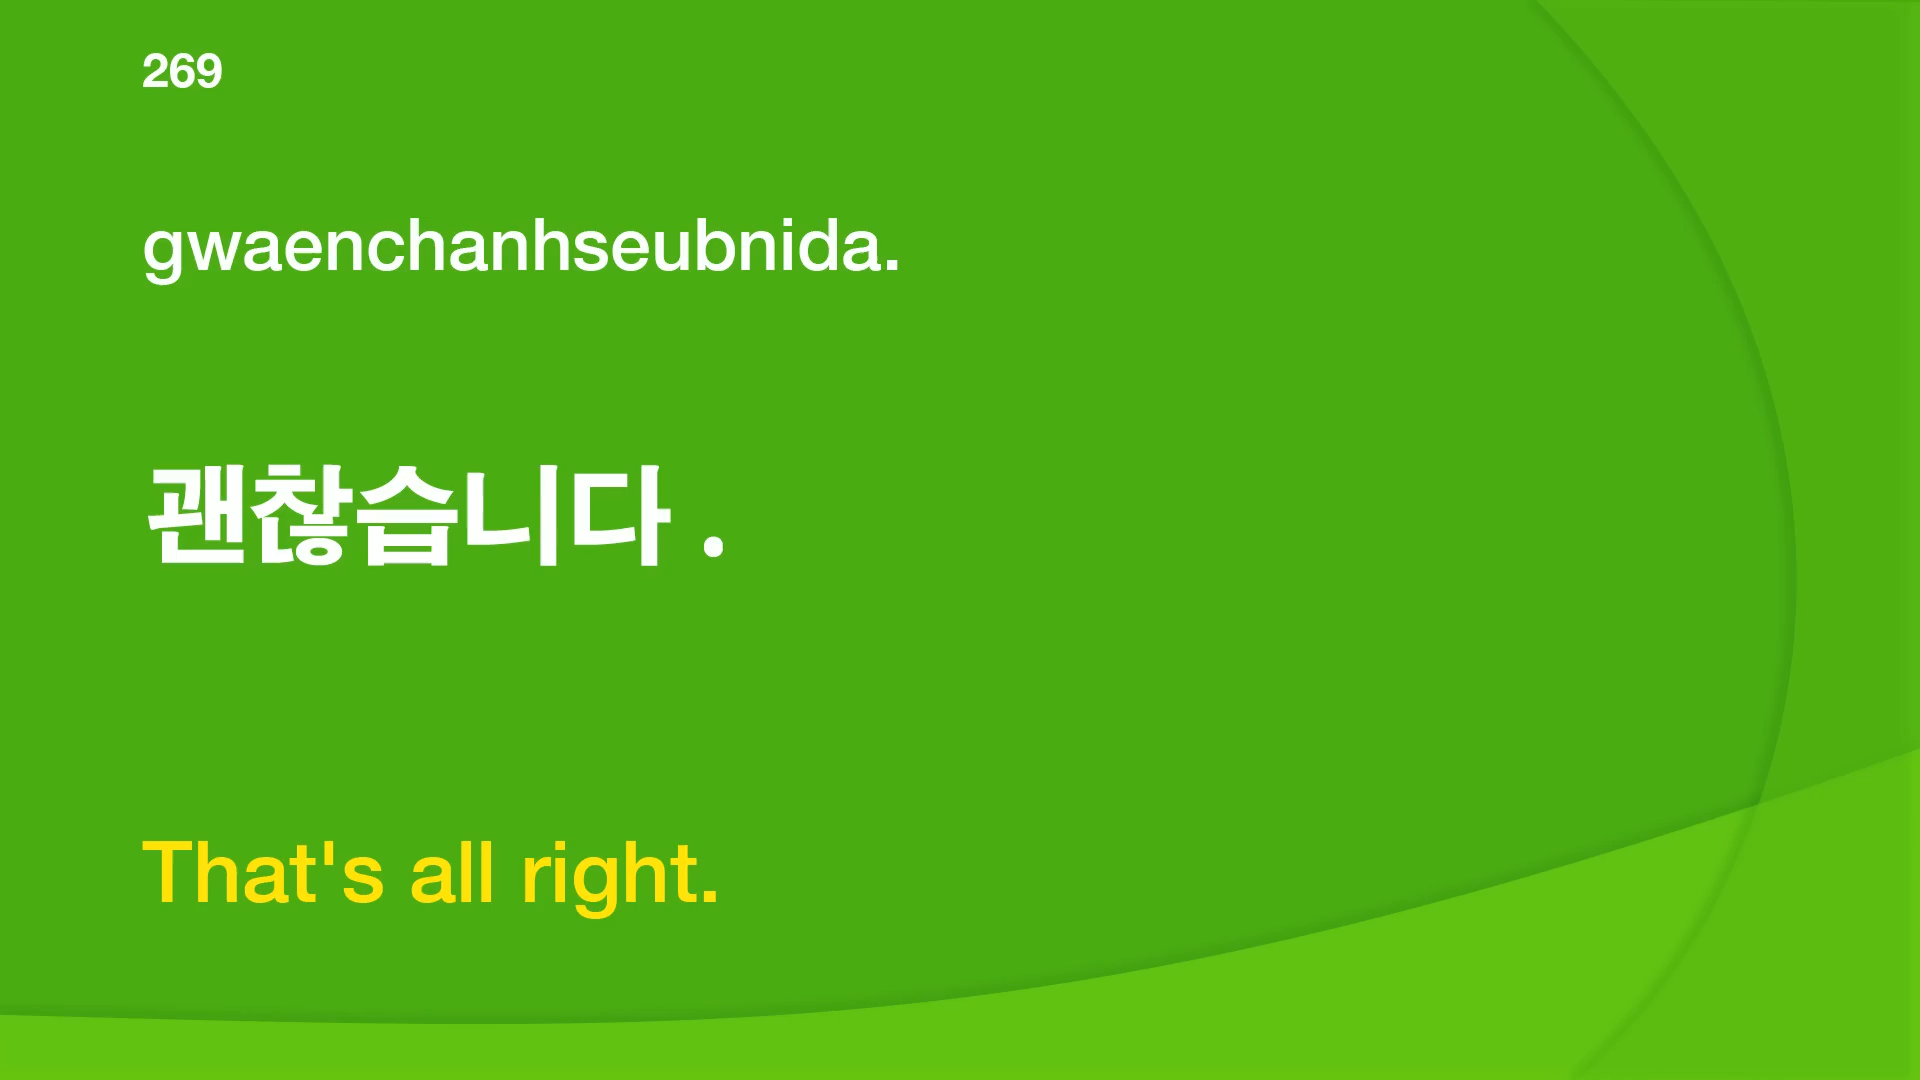 269
gwaenchanhseubnida.
괜찮습니다 .
That's all right.